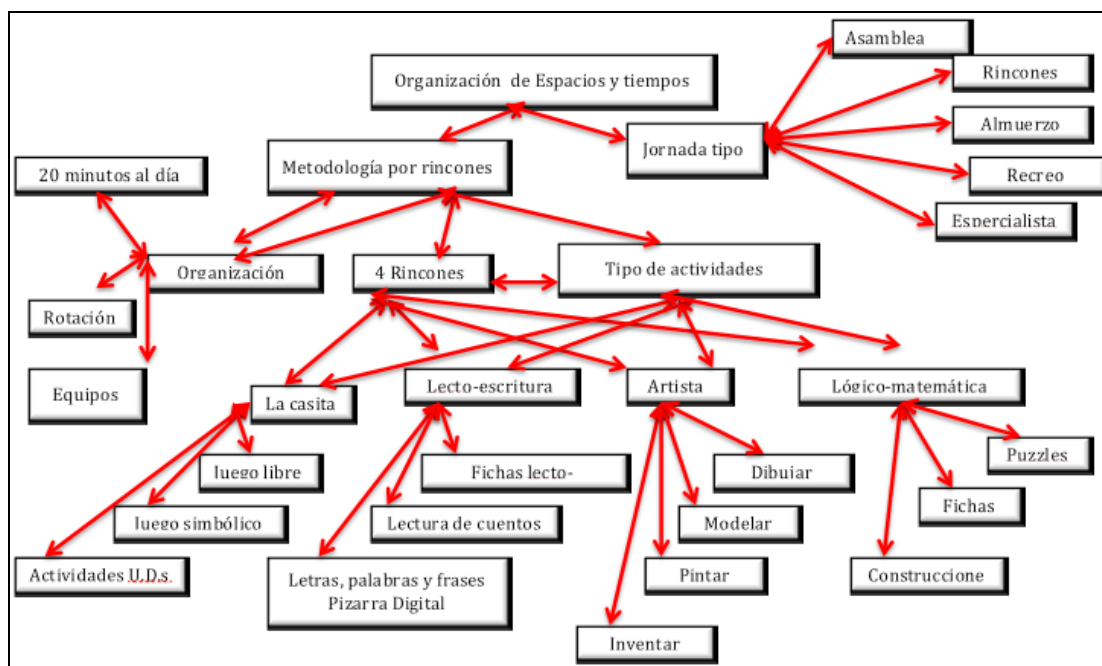 Asamblea
Organización de Espacios y tiempos
Rincones
Almuerzo
Jornada tipo
20 minutos al día
Metodología por rincones
Recreo
Espercialista
Organización
4 Rincones
Tipo de actividades
Rotación
Equipos
La casita
Lecto-escritura
Artista
Lógico-matemática
Juego libre
Fichas lecto-
Dibujar
Puzzles
Juego simbólico
Lectura de cuentos
Modelar
Fichas
Actividades U.D.s.
Letras, palabras y frases
Pizarra Digital
Pintar
Construccione
Inventar